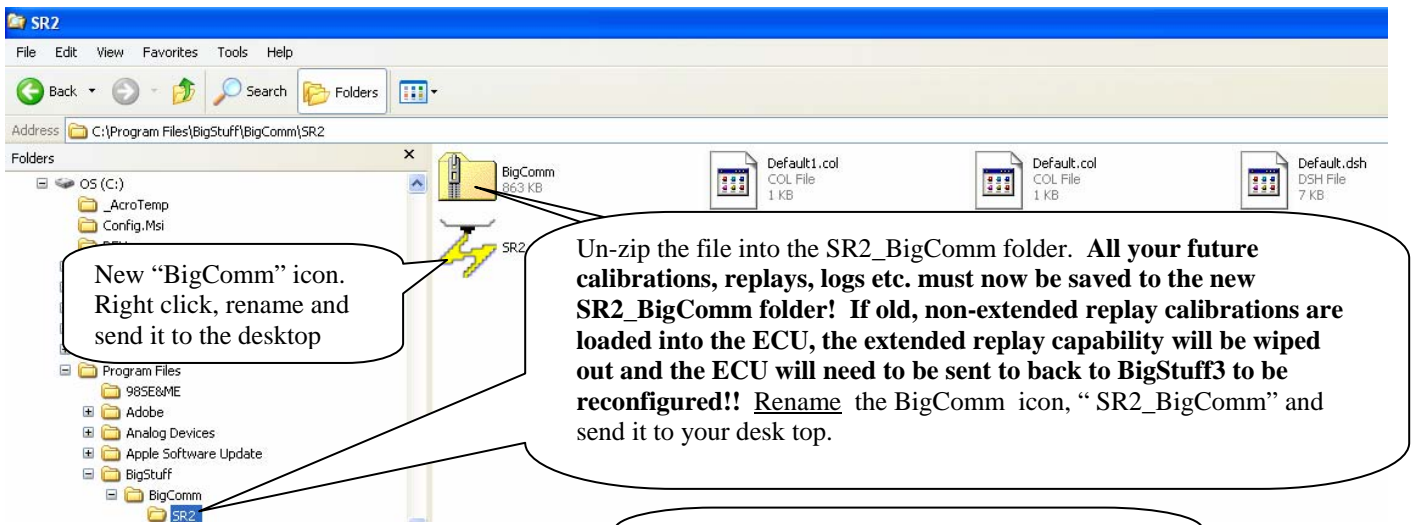 SR2
File Edit View Favorites Tools Help
Back Search Folders
Address C:\Program Files\BigStuff\BigComm\SR2
Folders x
OS (C:)
_AcroTemp
Config.Msi
BigComm
863 KB
Default1.col
COL File
1 KB
Default.col
COL File
1 KB
Default.dsh
DSH File
7 KB
SR2
New “BigComm” icon.
Right click, rename and
send it to the desktop
Un-zip the file into the SR2_BigComm folder. All your future
calibrations, replays, logs etc. must now be saved to the new
SR2_BigComm folder! If old, non-extended replay calibrations are
loaded into the ECU, the extended replay capability will be wiped
out and the ECU will need to be sent to back to BigStuff3 to be
reconfigured!! Rename the BigComm icon, “ SR2_BigComm” and
send it to your desk top.
Program Files
98SE&ME
Adobe
Analog Devices
Apple Software Update
BigStuff
BigComm
SR2